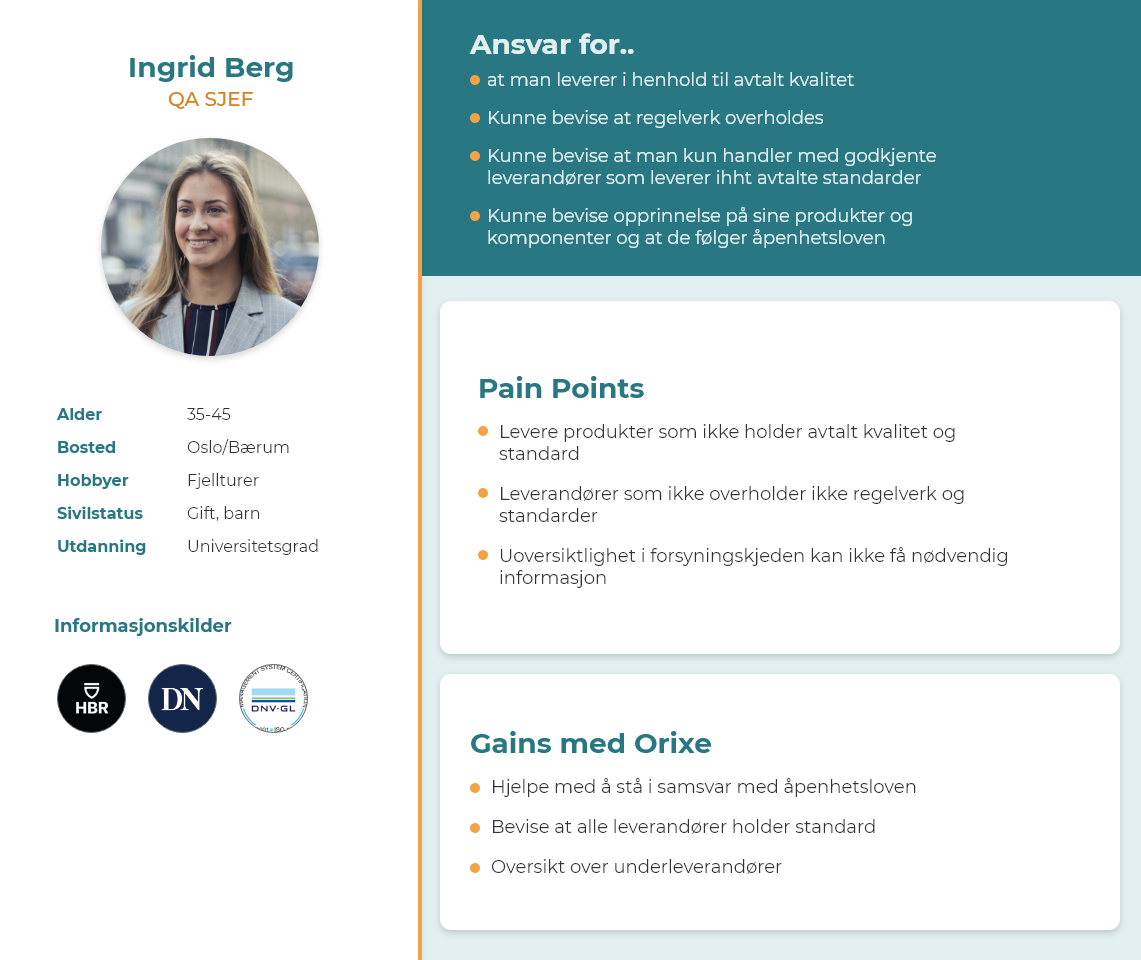 Ingrid Berg
QA SJEF
Alder 35-45
Bosted Oslo/Bærum
Hobbyer Fjellturer
Sivilstatus Gift, barn
Utdanning Universitetsgrad
Informasjonskilder
HBR
DN
MANAGEMENT SYSTEM CERTIFICATION
DNV·GL
ISO
Ansvar for..
at man leverer i henhold til avtalt kvalitet
Kunne bevise at regelverk overholdes
Kunne bevise at man kun handler med godkjente
leverandører som leverer ihht avtalte standarder
Kunne bevise opprinnelse på sine produkter og
komponenter og at de følger åpenhetsloven
Pain Points
Levere produkter som ikke holder avtalt kvalitet og
standard
Leverandører som ikke overholder ikke regelverk og
standarder
Uoversiktlighet i forsyningskjeden kan ikke få nødvendig
informasjon
Gains med Orixe
Hjelpe med å stå i samsvar med åpenhetsloven
Bevise at alle leverandører holder standard
Oversikt over underleverandører